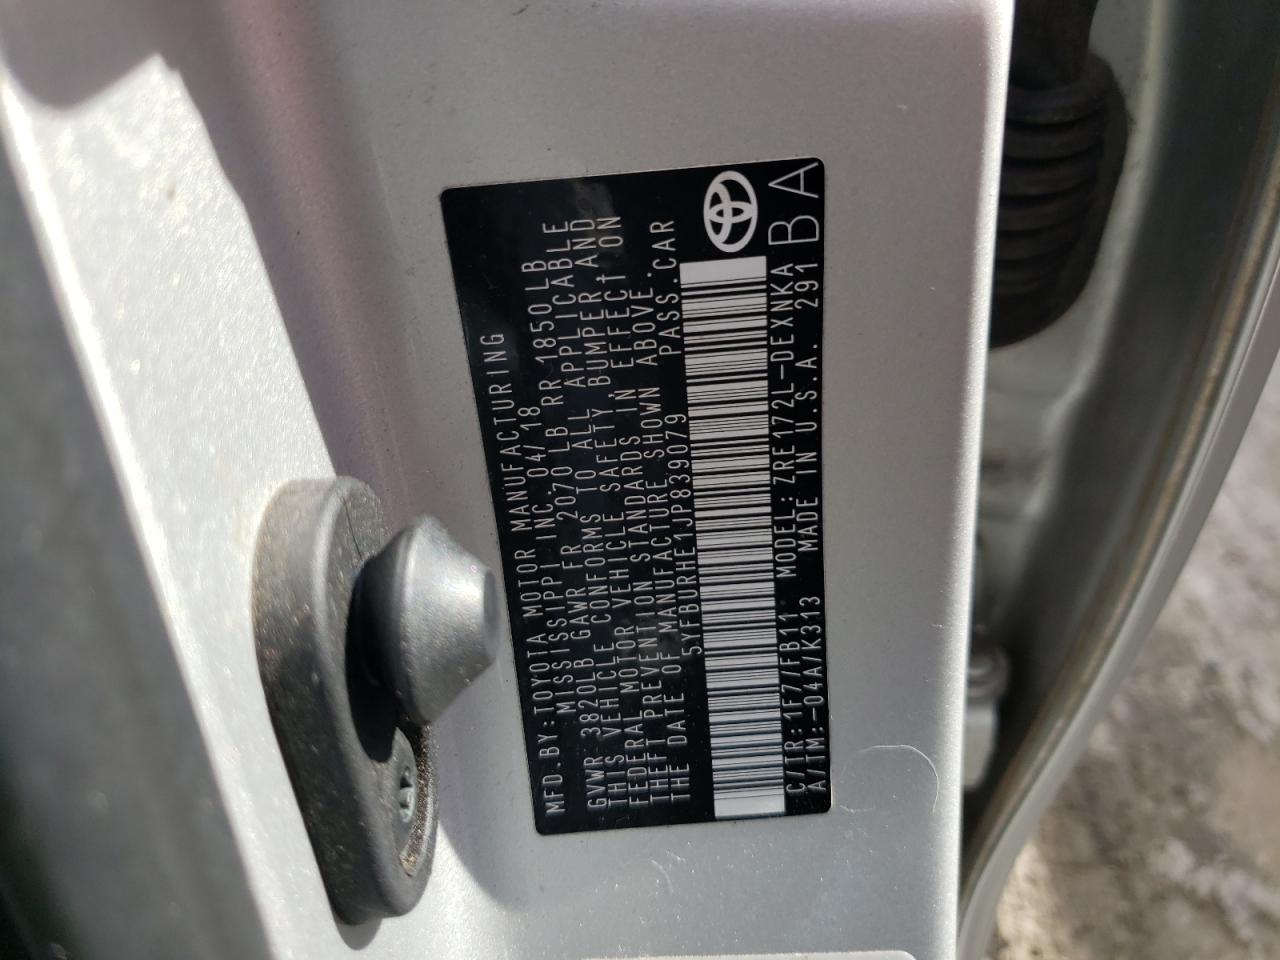 MFD.BY:TOYOTA MOTOR MANUFACTURING
MISSISSIPPI INC. 04/18
GVWR 3820LB GAWR FR 2070 LB RR 1850 LB
THIS VEHICLE CONFORMS TO ALL APPLICABLE
FEDERAL MOTOR VEHICLE SAFETY, BUMPER, AND
THEFT PREVENTION STANDARDS IN EFFECT ON
THE DATE OF MANUFACTURE SHOWN ABOVE.
5YFBURHE1JP839079 PASS.CAR
C/TR:1F7/FB11 MODEL:ZRE172L-DEXNKA
A/TM:-04A/K313 MADE IN U.S.A. 291 BA